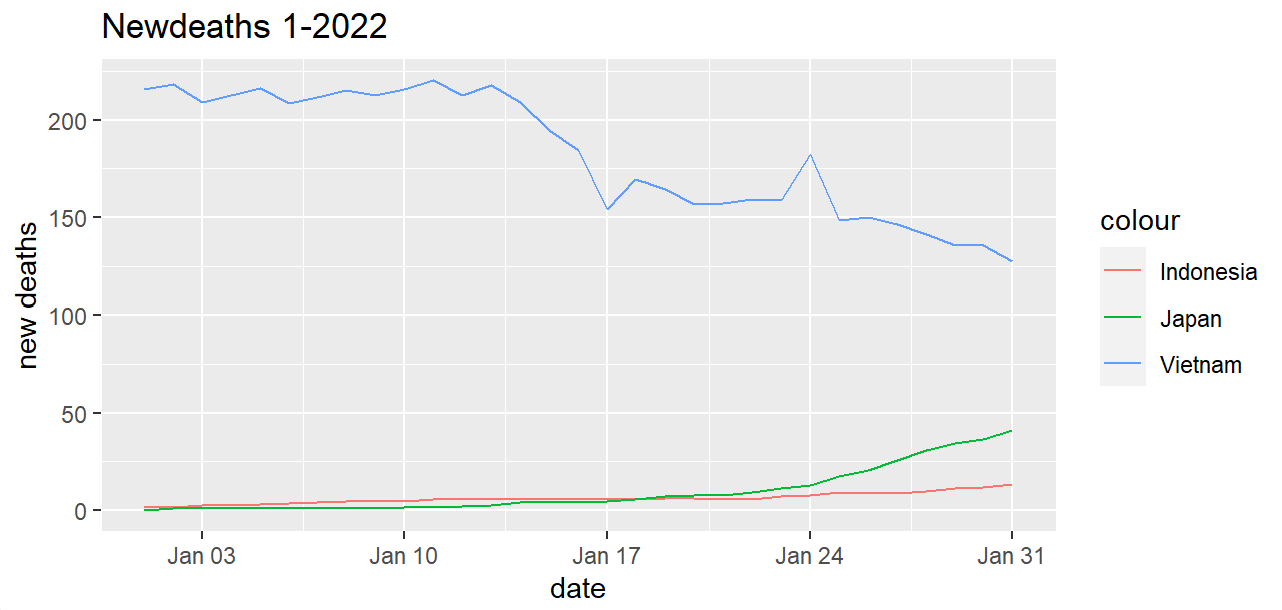 Newdeaths 1-2022
new deaths
200
150
100
50
0
Jan 03
Jan 10
Jan 17
Jan 24
Jan 31
date
colour
Indonesia
Japan
Vietnam